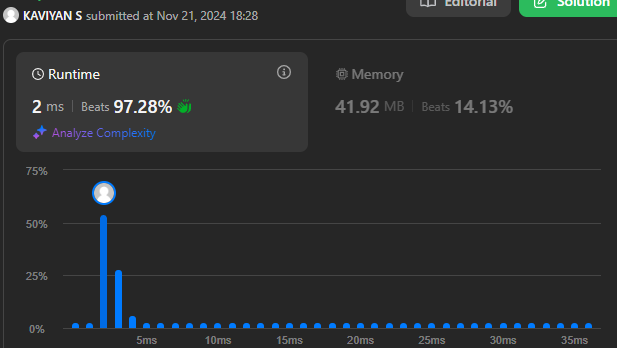 Editorial
Solution
KAVIYAN S submitted at Nov 21, 2024 18:28
Runtime
2 ms | Beats 97.28%
Analyze Complexity
Memory
41.92 MB | Beats 14.13%
75%
50%
25%
0%
5ms 10ms 15ms 20ms 25ms 30ms 35ms